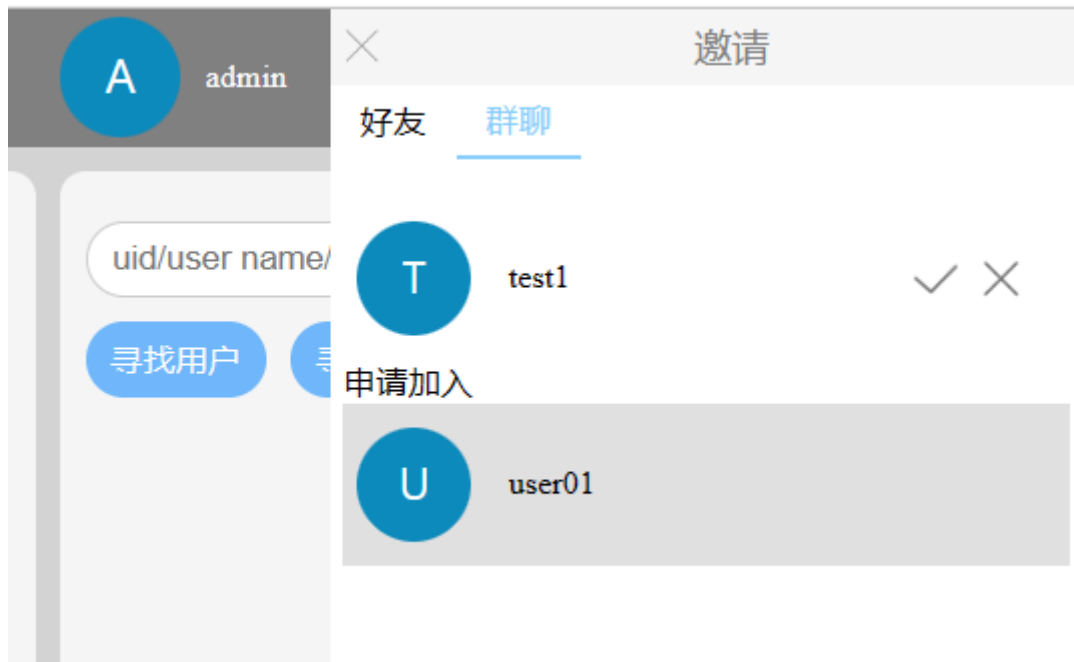 A
admin
邀请
好友
群聊
uid/user name/
寻找用户
T
test1
申请加入
U
user01